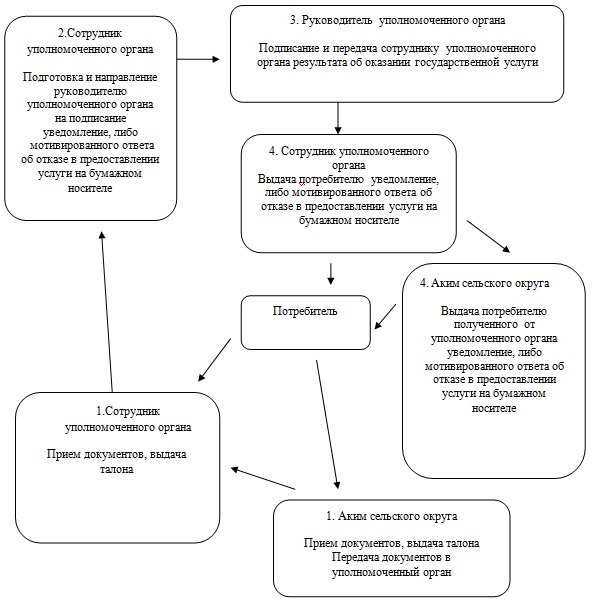 2.Сотрудник
уполномоченного органа
Подготовка и направление
руководителю
уполномоченного органа
на подписание
уведомление, либо
мотивированного ответа
об отказе в предоставлении
услуги на бумажном
носителе
3. Руководитель уполномоченного органа
Подписание и передача сотруднику уполномоченного
органа результата об оказании государственной услуги
4. Сотрудник уполномоченного
органа
Выдача потребителю уведомление,
либо мотивированного ответа об
отказе в предоставлении услуги на
бумажном носителе
4. Аким сельского округа
Выдача потребителю
полученного от
уполномоченного органа
уведомление, либо
мотивированного ответа об
отказе в предоставлении
услуги на бумажном
носителе
Потребитель
1.Сотрудник
уполномоченного органа
Прием документов, выдача
талона
1. Аким сельского округа
Прием документов, выдача талона
Передача документов в
уполномоченный орган